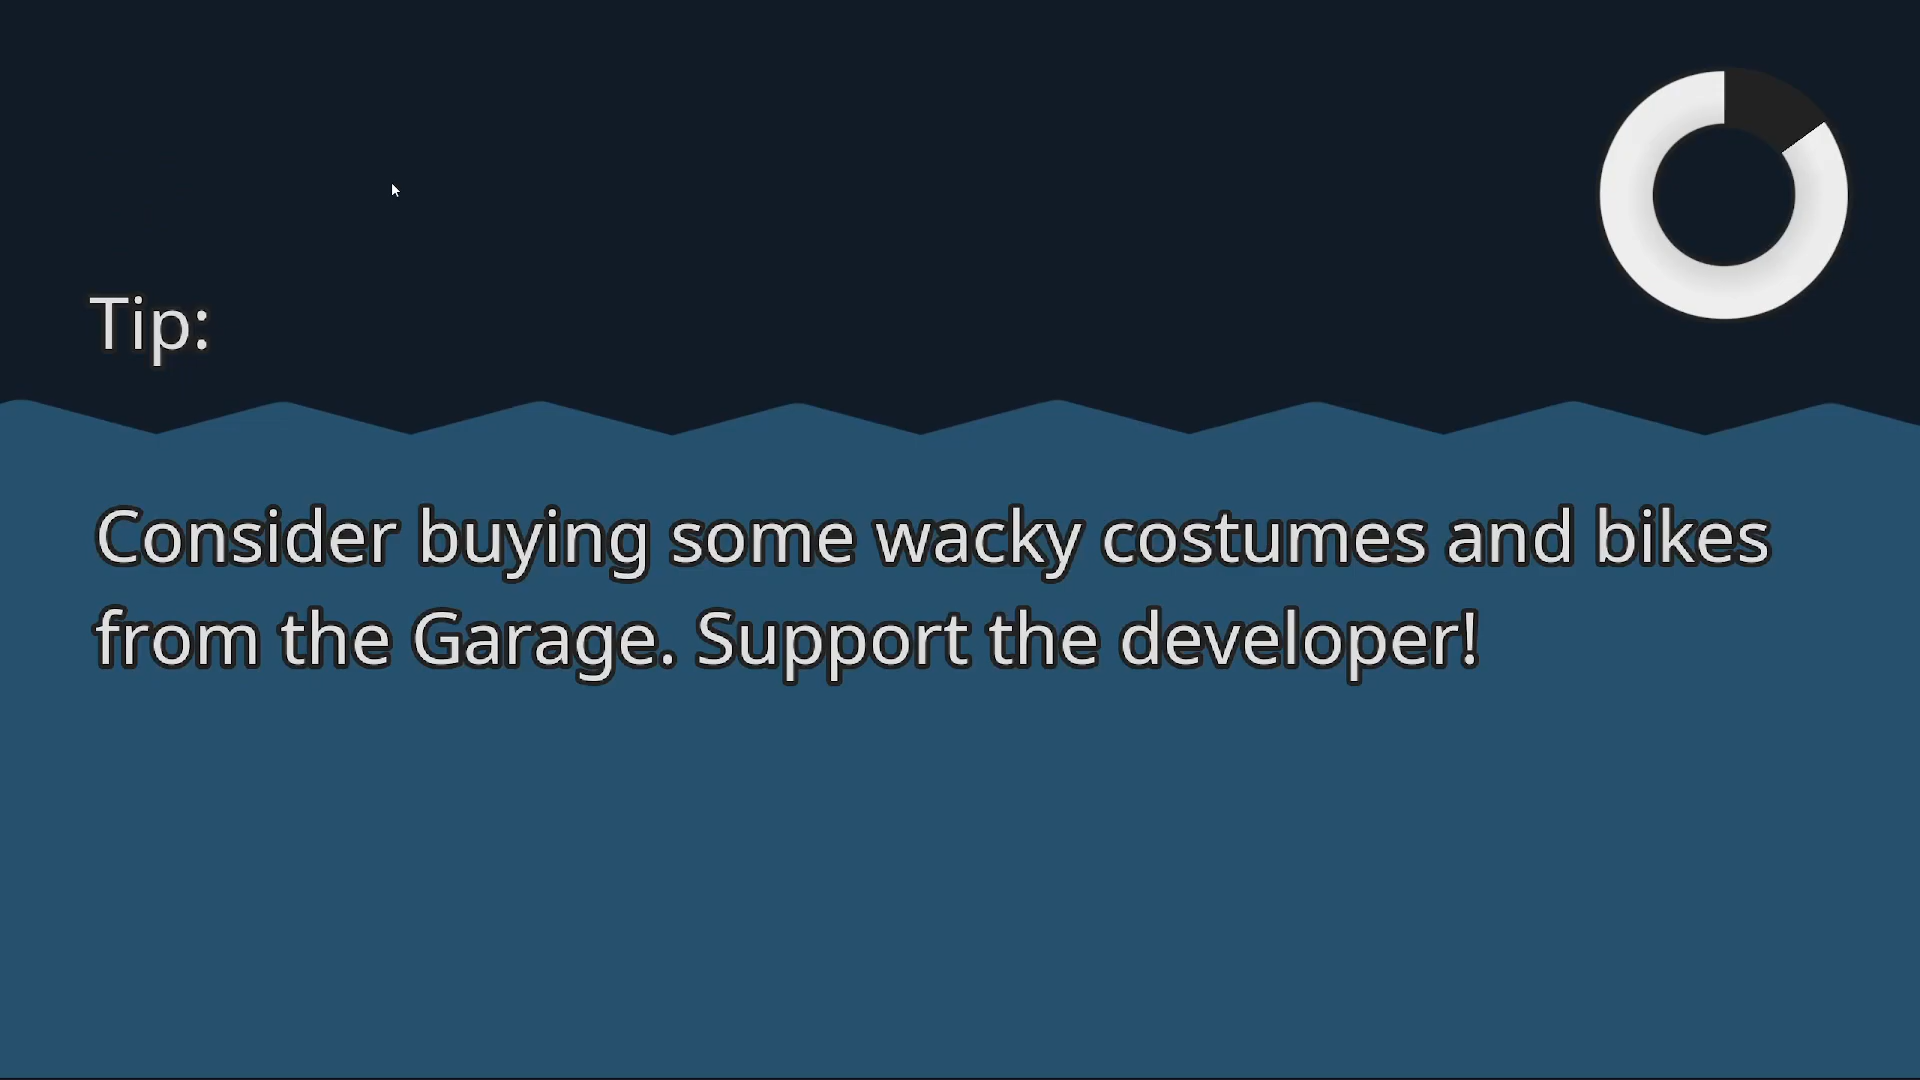 Tip:
Consider buying some wacky costumes and bikes
from the Garage. Support the developer!